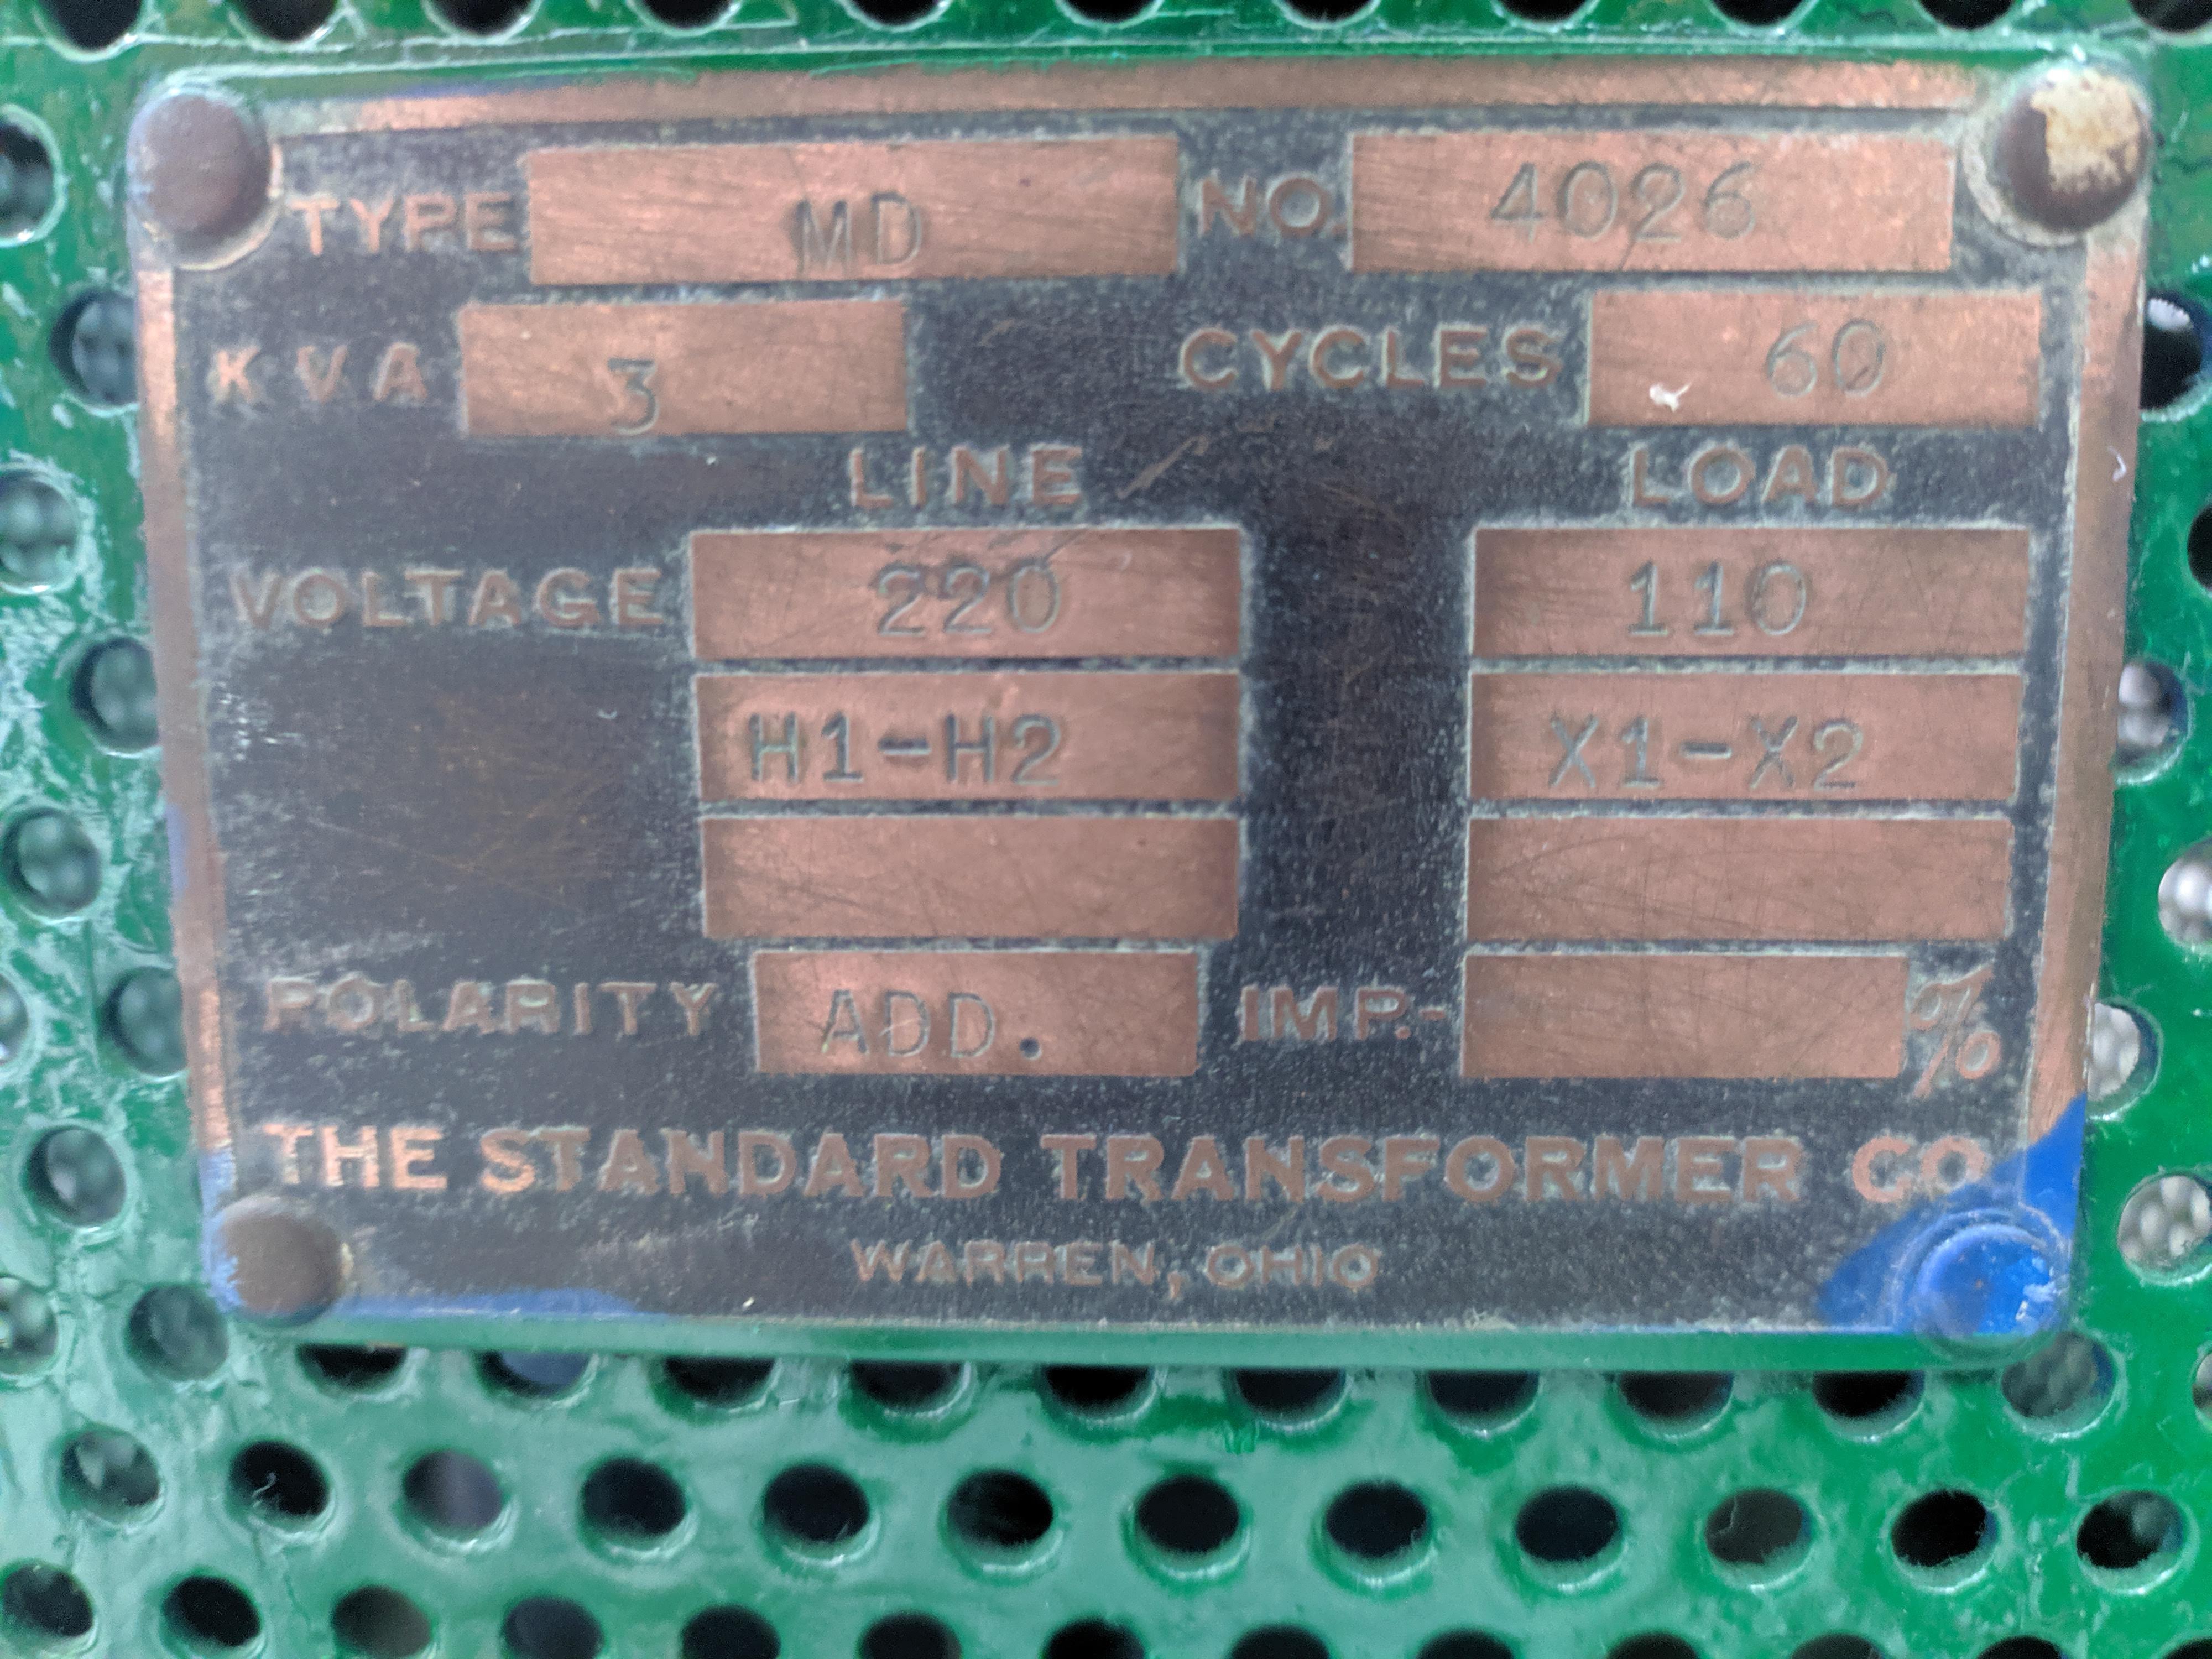 TYPE MD NO. 4026
KVA 3 CYCLES 60
LINE LOAD
VOLTAGE 220 110
H1-H2 X1-X2
POLARITY ADD. IMP.- %
THE STANDARD TRANSFORMER CO
WARREN, OHIO